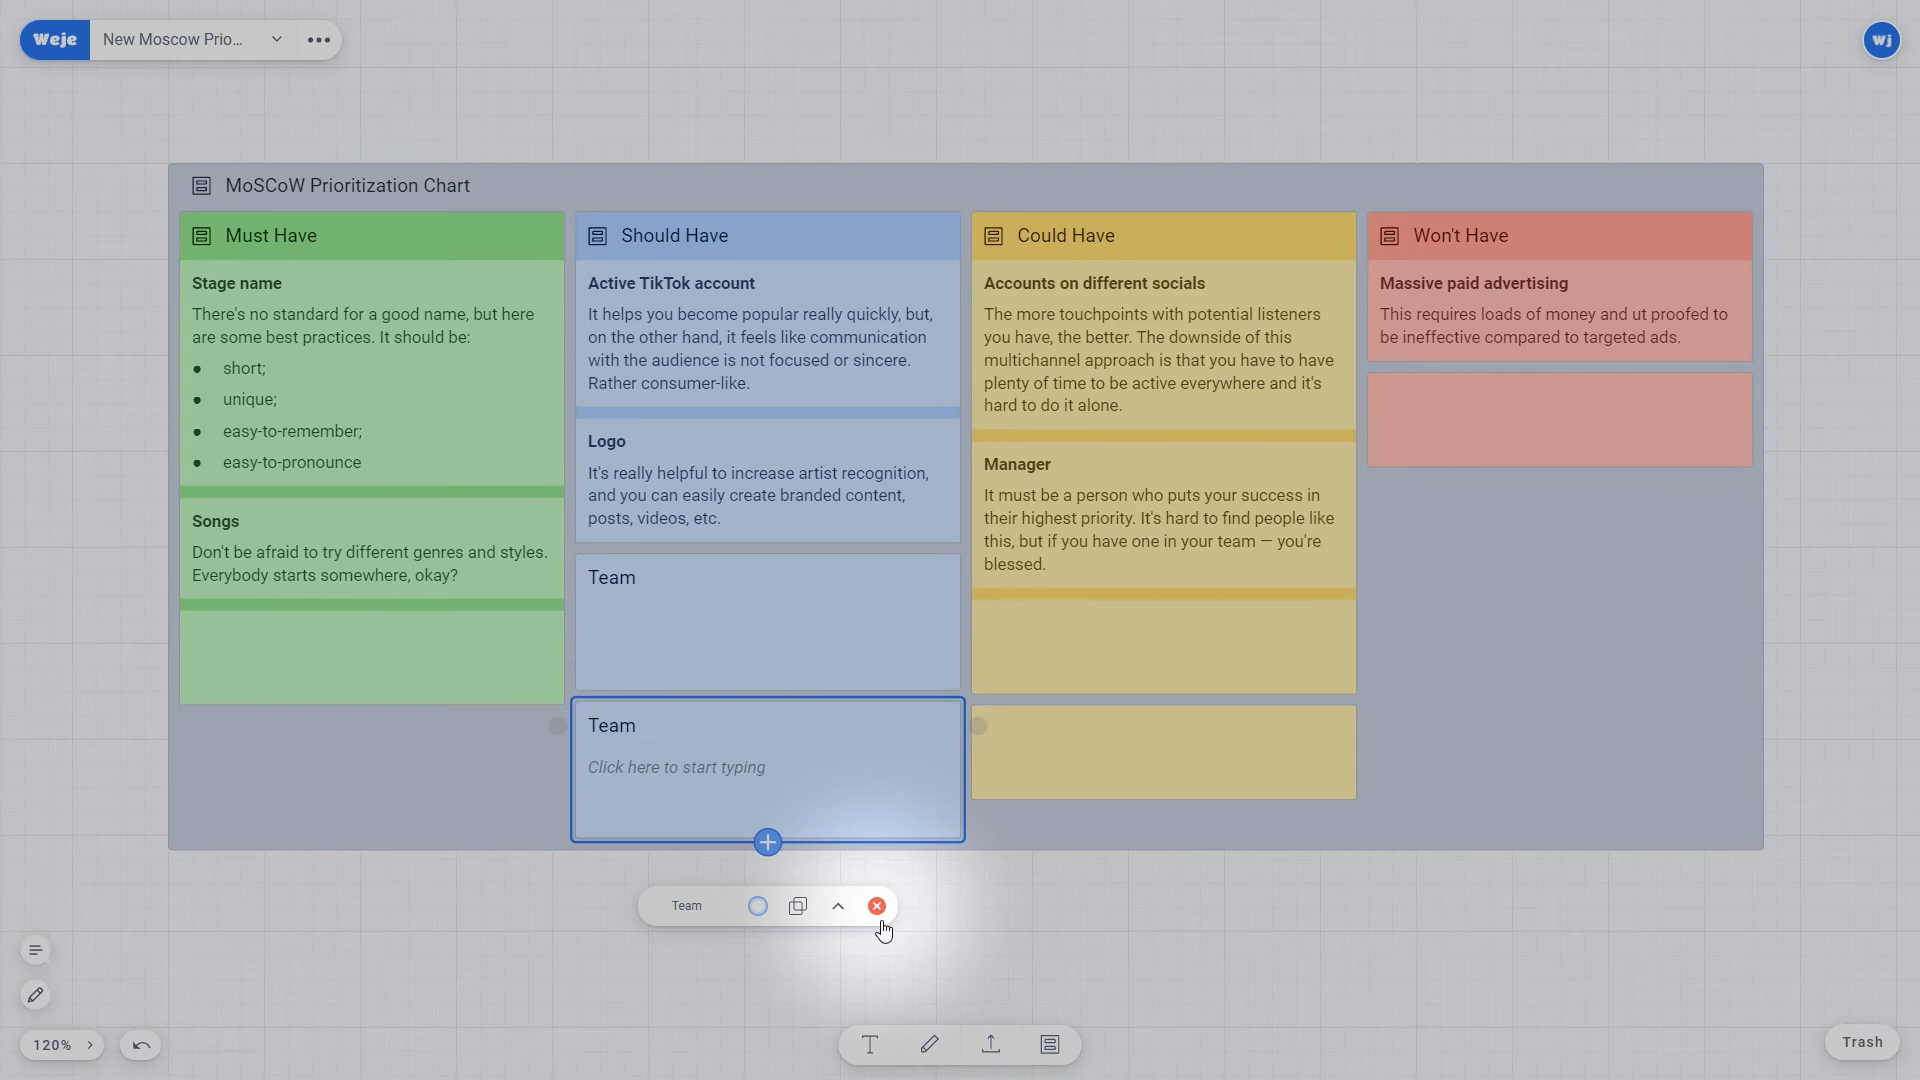 Weje
New Moscow Prio...
wj
MoSCoW Prioritization Chart
Must Have
Stage name
There's no standard for a good name, but here
are some best practices. It should be:
● short;
● unique;
● easy-to-remember;
● easy-to-pronounce
Songs
Don't be afraid to try different genres and styles.
Everybody starts somewhere, okay?
Should Have
Active TikTok account
It helps you become popular really quickly, but,
on the other hand, it feels like communication
with the audience is not focused or sincere.
Rather consumer-like.
Logo
It's really helpful to increase artist recognition,
and you can easily create branded content,
posts, videos, etc.
Team
Team
Click here to start typing
Could Have
Accounts on different socials
The more touchpoints with potential listeners
you have, the better. The downside of this
multichannel approach is that you have to have
plenty of time to be active everywhere and it's
hard to do it alone.
Manager
It must be a person who puts your success in
their highest priority. It's hard to find people like
this, but if you have one in your team — you're
blessed.
Won't Have
Massive paid advertising
This requires loads of money and ut proofed to
be ineffective compared to targeted ads.
Team
120%
Trash